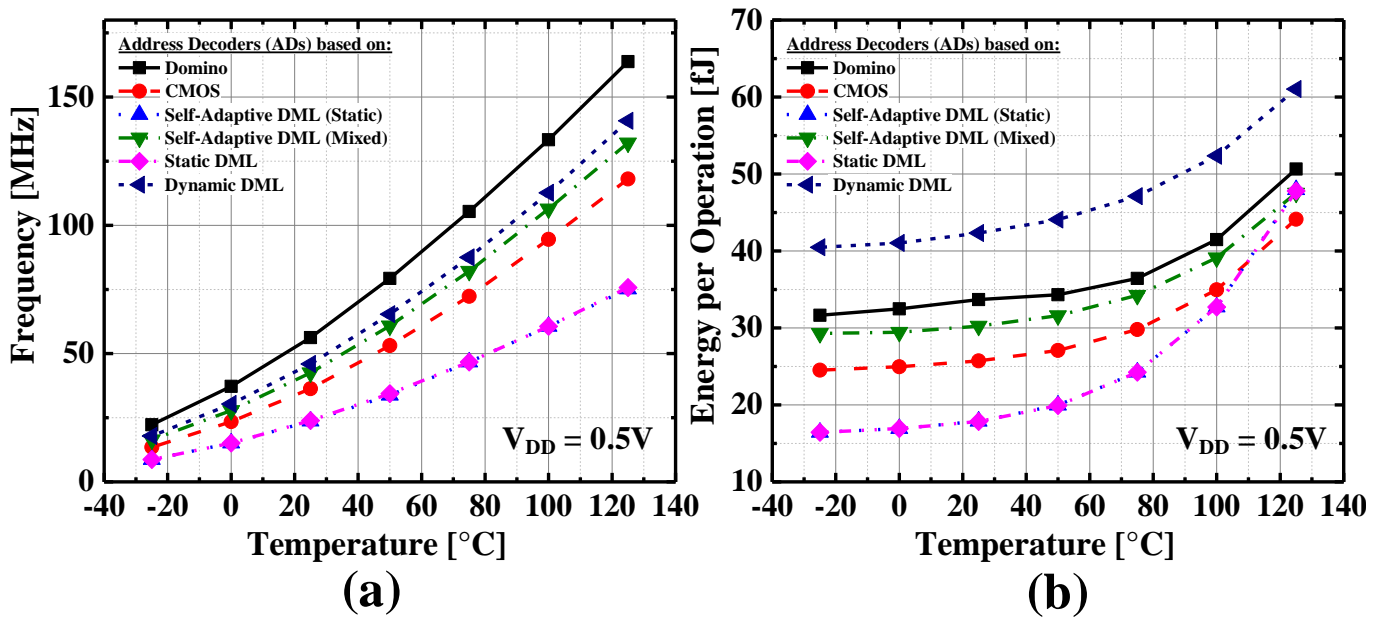 Address Decoders (ADs) based on:
Domino
CMOS
Self-Adaptive DML (Static)
Self-Adaptive DML (Mixed)
Static DML
Dynamic DML
150
100
50
0
Frequency [MHz]
V_DD = 0.5V
-40 -20 0 20 40 60 80 100 120 140
Temperature [°C]
(a)
Address Decoders (ADs) based on:
Domino
CMOS
Self-Adaptive DML (Static)
Self-Adaptive DML (Mixed)
Static DML
Dynamic DML
70
60
50
40
30
20
10
Energy per Operation [fJ]
V_DD = 0.5V
-40 -20 0 20 40 60 80 100 120 140
Temperature [°C]
(b)